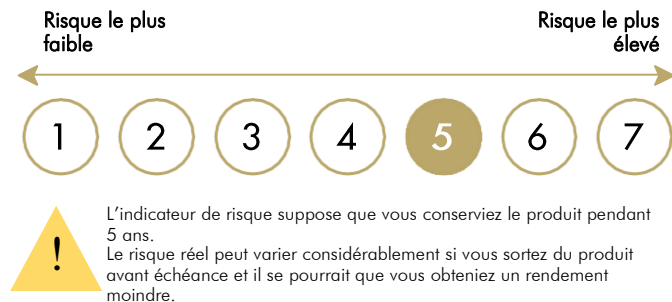 Risque le plus
faible
Risque le plus
élevé
1 2 3 4 5 6 7
!
L'indicateur de risque suppose que vous conserviez le produit pendant
5 ans.
Le risque réel peut varier considérablement si vous sortez du produit
avant échéance et il se pourrait que vous obteniez un rendement
moindre.